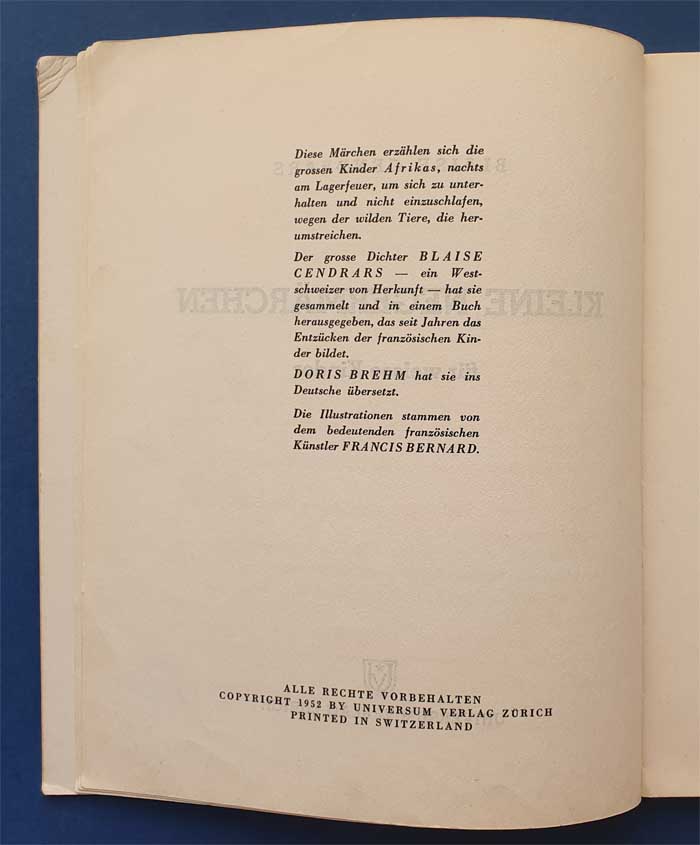 Diese Märchen erzählen sich die
grossen Kinder Afrikas, nachts
am Lagerfeuer, um sich zu unter-
halten und nicht einzuschlafen,
wegen der wilden Tiere, die her-
umstreichen.
Der grosse Dichter BLAISE
CENDRARS — ein West-
schweizer von Herkunft — hat sie
gesammelt und in einem Buch
herausgegeben, das seit Jahren das
Entzücken der französischen Kin-
der bildet.
DORIS BREHM hat sie ins
Deutsche übersetzt.
Die Illustrationen stammen von
dem bedeutenden französischen
Künstler FRANCIS BERNARD.
ALLE RECHTE VORBEHALTEN
COPYRIGHT 1952 BY UNIVERSUM VERLAG ZÜRICH
PRINTED IN SWITZERLAND